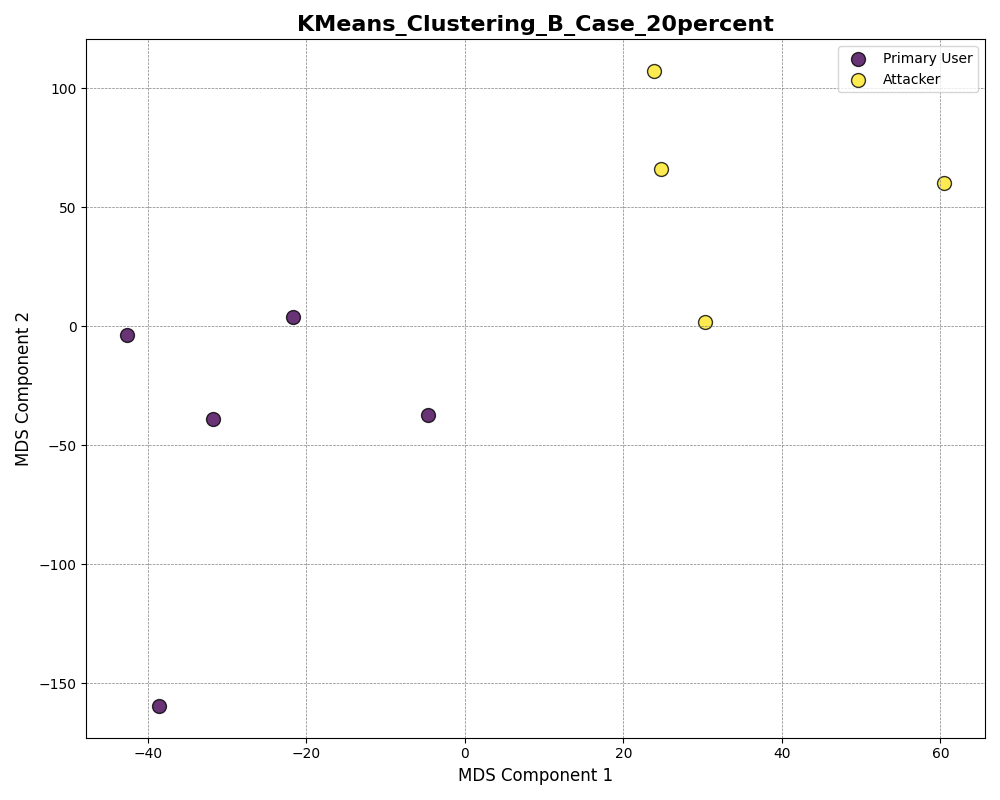 KMeans_Clustering_B_Case_20percent
Primary User
Attacker
100
50
0
−50
−100
−150
MDS Component 2
−40
−20
0
20
40
60
MDS Component 1